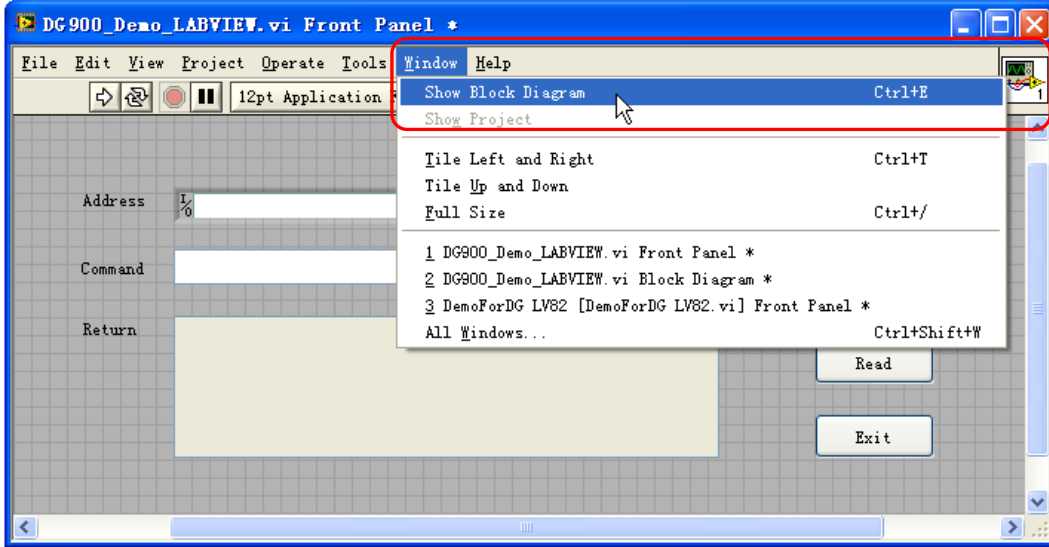 DG900_Demo_LABVIEW.vi Front Panel *
File Edit View Project Operate Tools Window Help
12pt Application
1
Show Block Diagram Ctrl+E
Show Project
Tile Left and Right Ctrl+T
Tile Up and Down
Full Size Ctrl+/
1 DG900_Demo_LABVIEW.vi Front Panel *
2 DG900_Demo_LABVIEW.vi Block Diagram *
3 DemoForDG LV82 [DemoForDG LV82.vi] Front Panel *
All Windows... Ctrl+Shift+W
Address I/O
Command
Return
Read
Exit